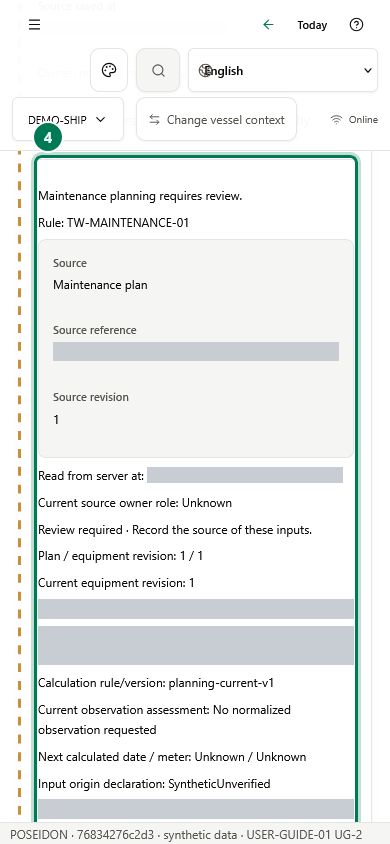 Today
English
DEMO-SHIP
Change vessel context
Online
4
Maintenance planning requires review.
Rule: TW-MAINTENANCE-01
Source
Maintenance plan
Source reference
Source revision
1
Read from server at:
Current source owner role: Unknown
Review required · Record the source of these inputs.
Plan / equipment revision: 1 / 1
Current equipment revision: 1
Calculation rule/version: planning-current-v1
Current observation assessment: No normalized
observation requested
Next calculated date / meter: Unknown / Unknown
Input origin declaration: SyntheticUnverified
POSEIDON · 76834276c2d3 · synthetic data · USER-GUIDE-01 UG-2